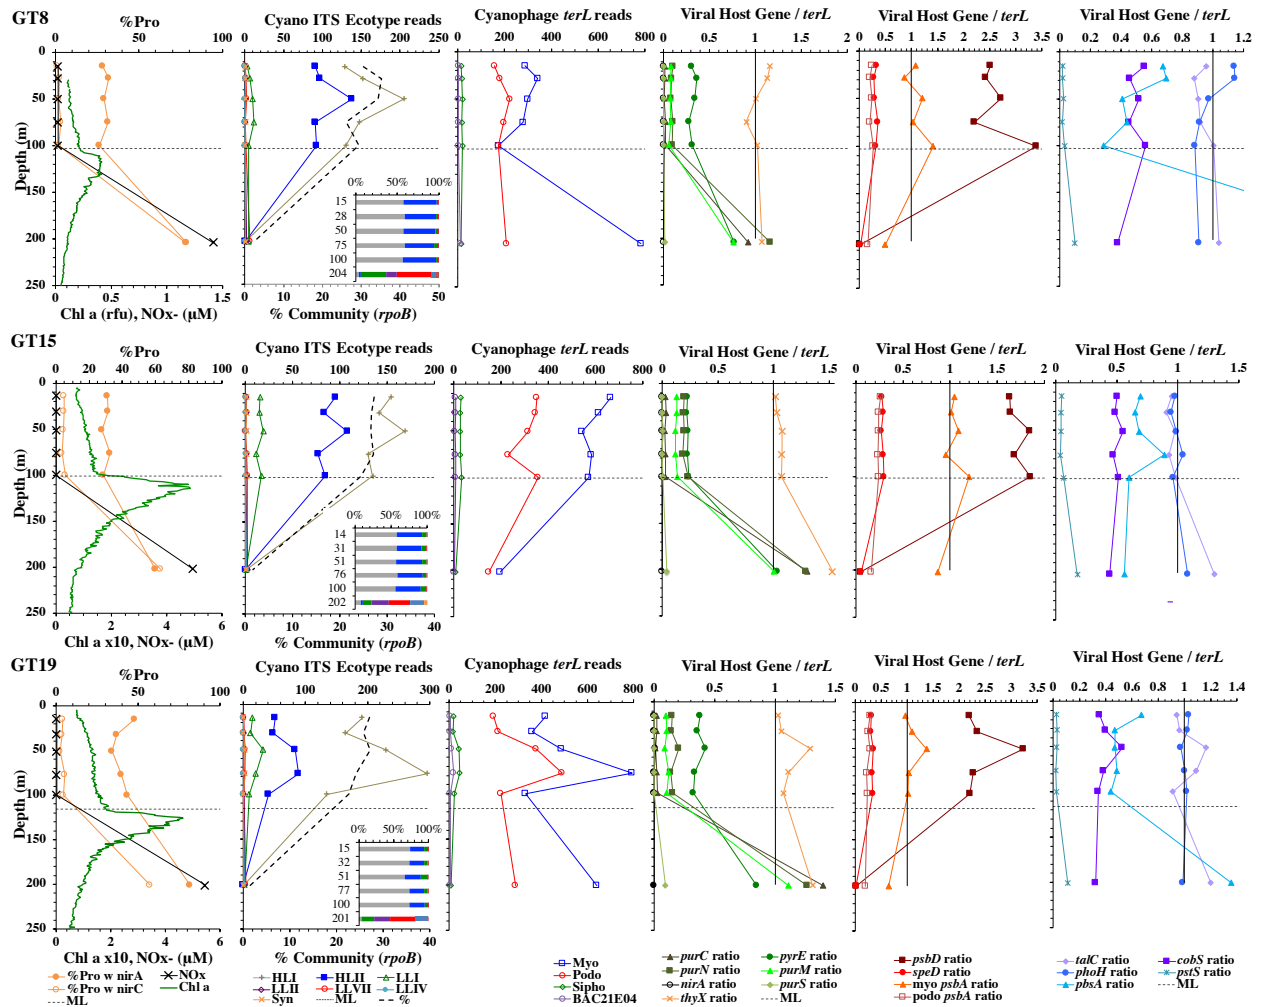 GT8
%Pro
0 50 100
Cyano ITS Ecotype reads
0 50 100 150 200 250
Cyanophage terL reads
0 200 400 600 800
Viral Host Gene / terL
0 0.5 1 1.5 2
Viral Host Gene / terL
0 0.5 1 1.5 2 2.5 3 3.5
Viral Host Gene / terL
0 0.2 0.4 0.6 0.8 1 1.2
Depth (m)
0
50
100
150
200
250
0% 50% 100%
15
28
50
75
100
204
0 0.5 1 1.5
Chl a (rfu), NOx- (µM)
0 10 20 30 40 50
% Community (rpoB)
GT15
%Pro
0 20 40 60 80 100
Cyano ITS Ecotype reads
0 50 100 150 200
Cyanophage terL reads
0 200 400 600 800
Viral Host Gene / terL
0 0.5 1 1.5
Viral Host Gene / terL
0 0.5 1 1.5 2
Viral Host Gene / terL
0 0.5 1 1.5
Depth (m)
0
50
100
150
200
250
0% 50% 100%
14
31
51
76
100
202
0 2 4 6
Chl a x10, NOx- (µM)
0 10 20 30 40
% Community (rpoB)
GT19
%Pro
0 50 100
Cyano ITS Ecotype reads
0 100 200 300
Cyanophage terL reads
0 200 400 600 800
Viral Host Gene / terL
0 0.5 1 1.5
Viral Host Gene / terL
0 0.5 1 1.5 2 2.5 3 3.5
Viral Host Gene / terL
0 0.2 0.4 0.6 0.8 1 1.2 1.4
Depth (m)
0
50
100
150
200
250
0% 50% 100%
15
32
51
77
100
201
0 2 4 6
Chl a x10, NOx- (µM)
0 10 20 30 40
% Community (rpoB)
%Pro w nirA
NOx
%Pro w nirC
Chl a
ML
HLI
HLII
LLI
LLII
LLVII
LLIV
Syn
ML
%
Myo
Podo
Sipho
BAC21E04
purC ratio
pyrE ratio
purN ratio
purM ratio
nirA ratio
purS ratio
thyX ratio
ML
psbD ratio
speD ratio
myo psbA ratio
podo psbA ratio
talC ratio
cobS ratio
phoH ratio
pstS ratio
pbsA ratio
ML